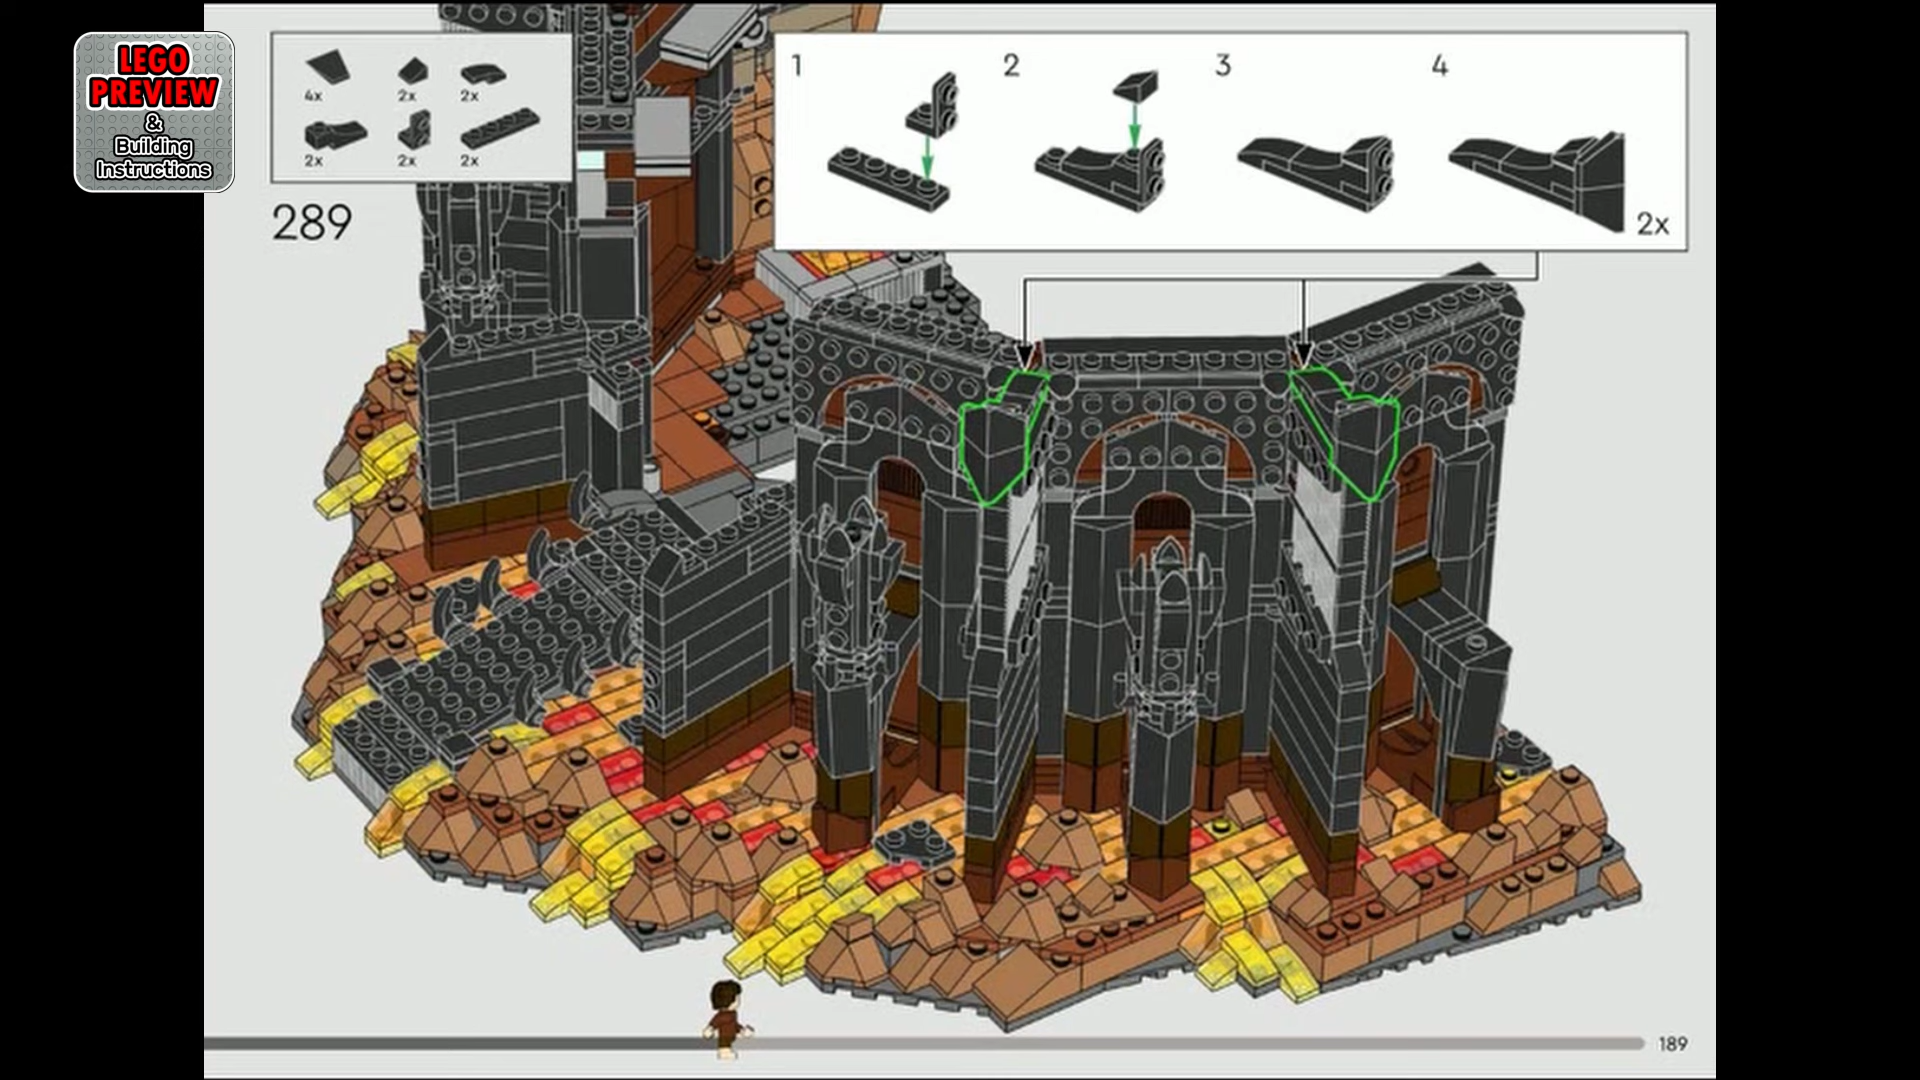 LEGO
PREVIEW
&
Building
Instructions
4x 2x 2x
2x 2x 2x
289
1 2 3 4
2x
189